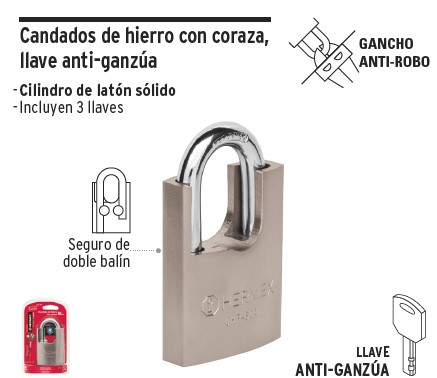 Candados de hierro con coraza,
llave anti-ganzúa
-Cilindro de latón sólido
-Incluyen 3 llaves
GANCHO
ANTI-ROBO
Seguro de
doble balín
HERMEX
LLAVE
ANTI-GANZÚA